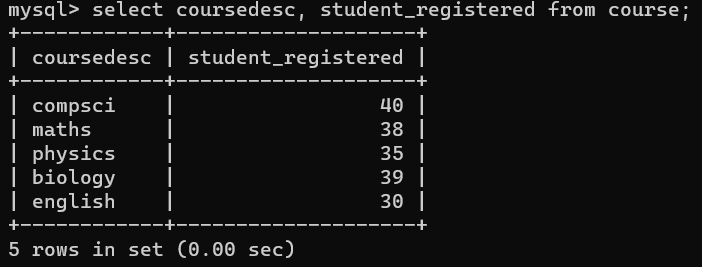 mysql> select coursedesc, student_registered from course;
+------------+--------------------+
| coursedesc | student_registered |
+------------+--------------------+
| compsci    |                 40 |
| maths      |                 38 |
| physics    |                 35 |
| biology    |                 39 |
| english    |                 30 |
+------------+--------------------+
5 rows in set (0.00 sec)